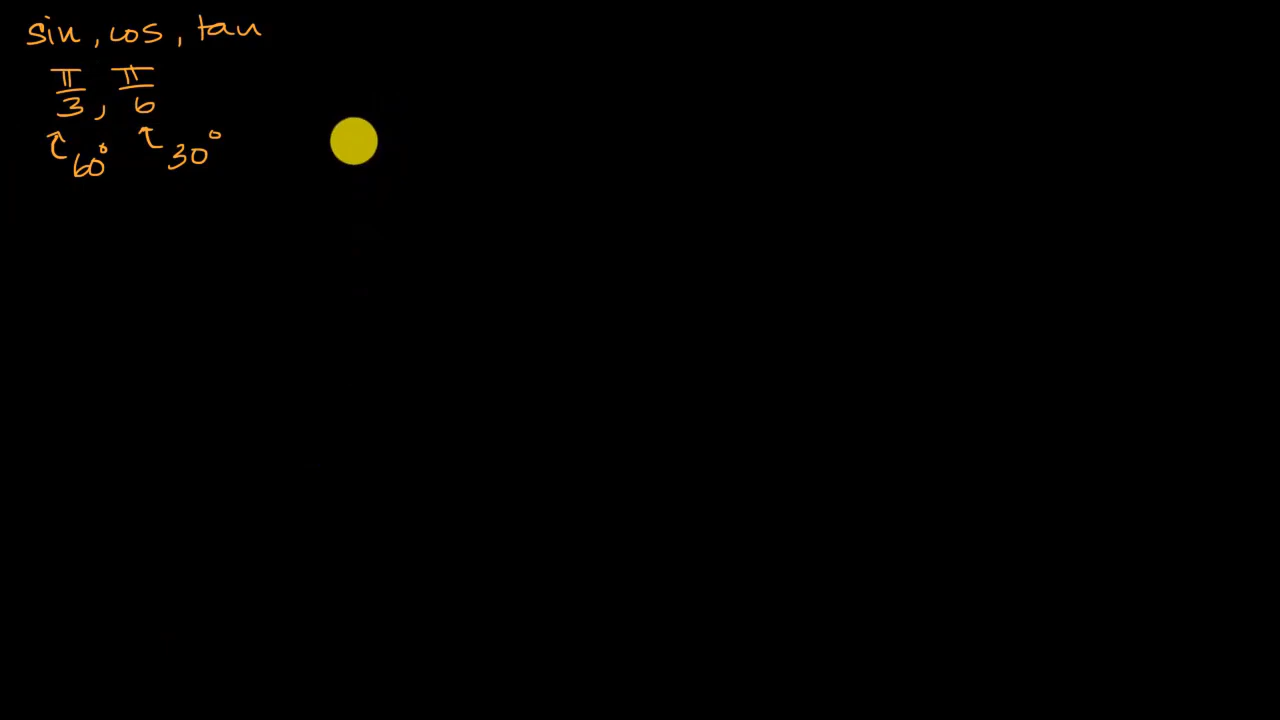 sin, cos, tan
π/3, π/6
↖60° ↖30°